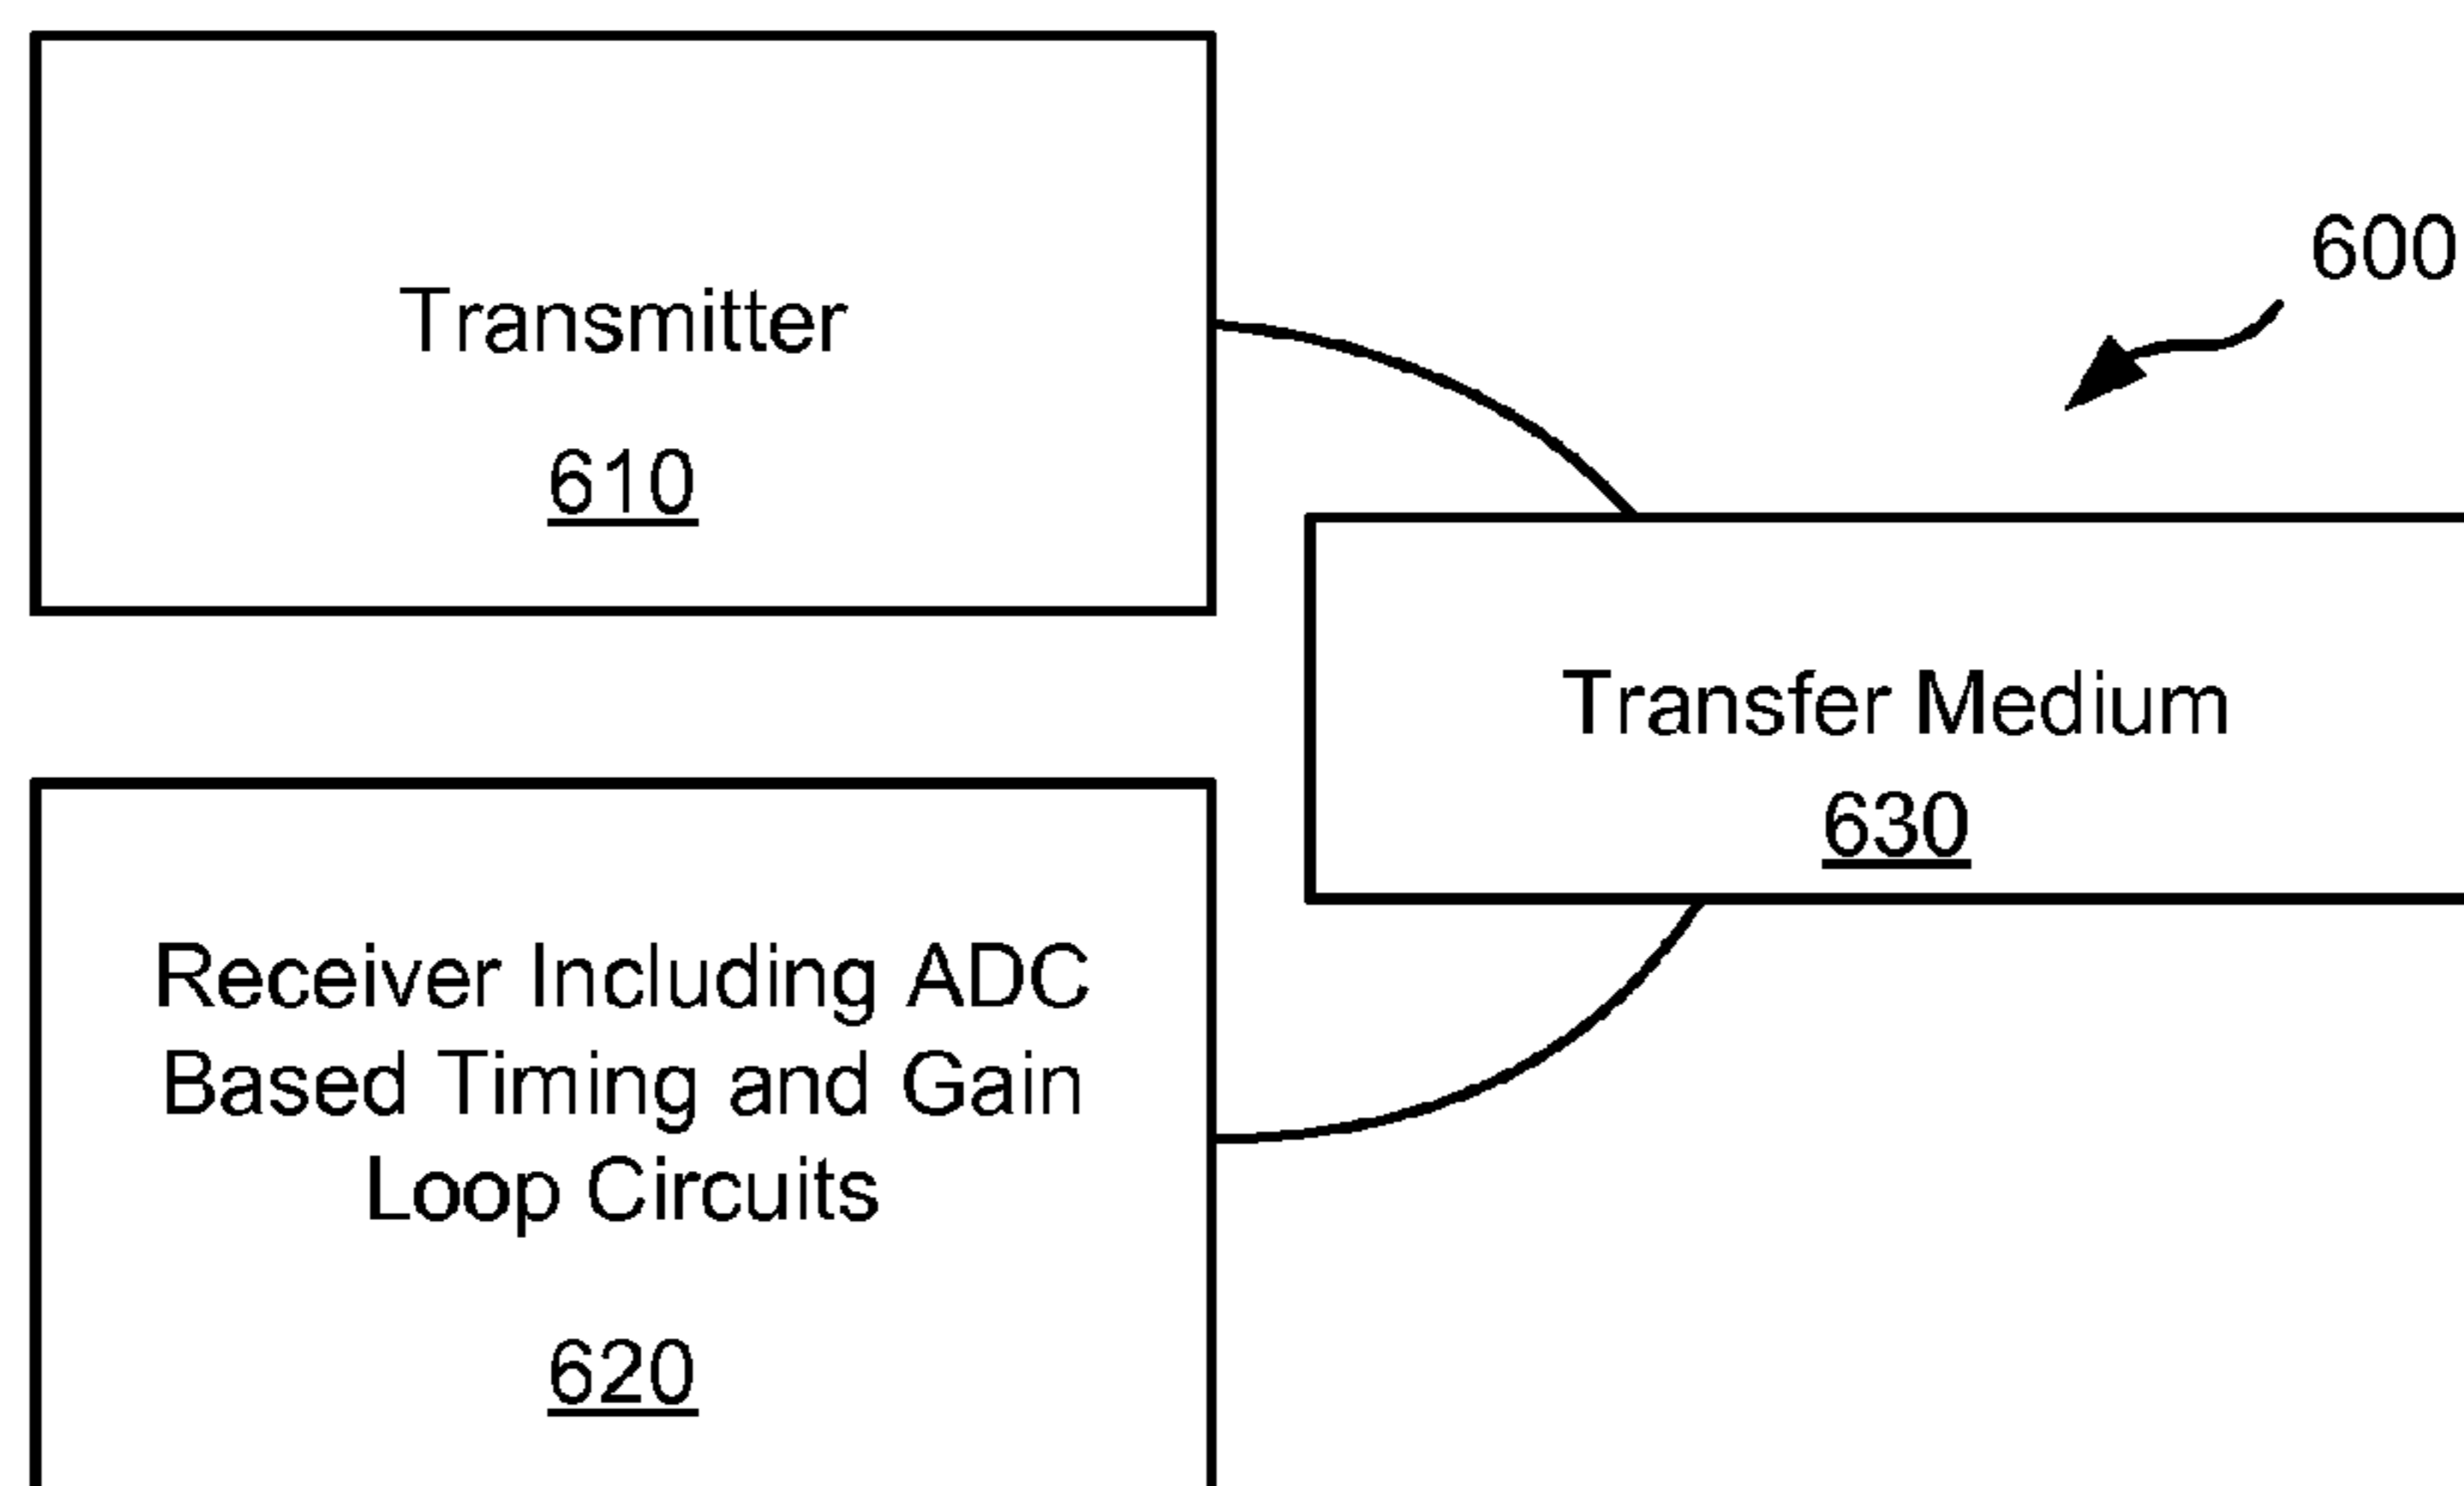 Transmitter
610
600
Transfer Medium
630
Receiver Including ADC
Based Timing and Gain
Loop Circuits
620